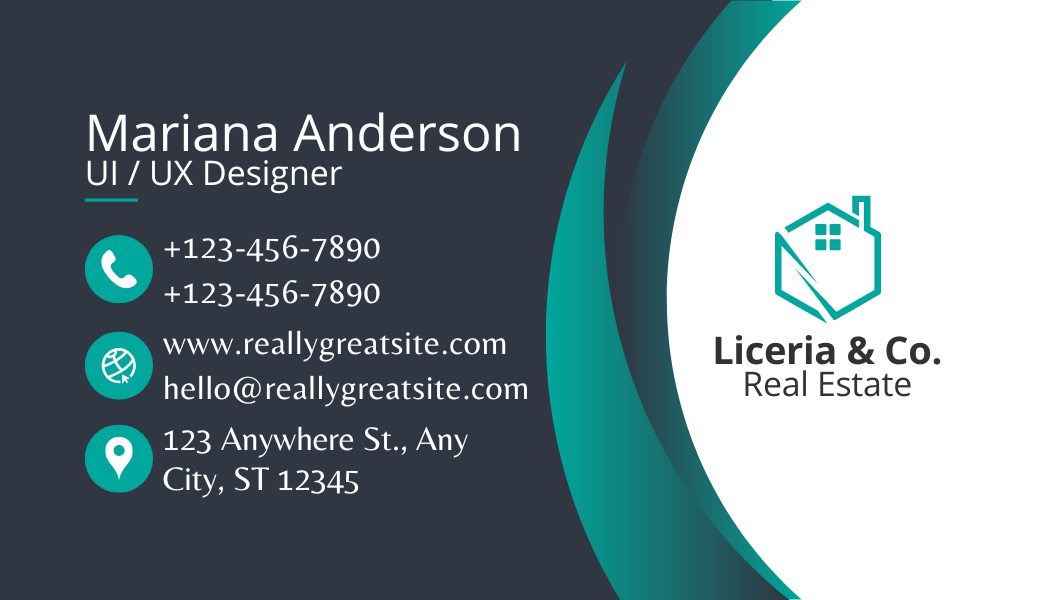 Mariana Anderson
UI / UX Designer
+123-456-7890
+123-456-7890
www.reallygreatsite.com
hello@reallygreatsite.com
123 Anywhere St., Any
City, ST 12345
Liceria & Co.
Real Estate